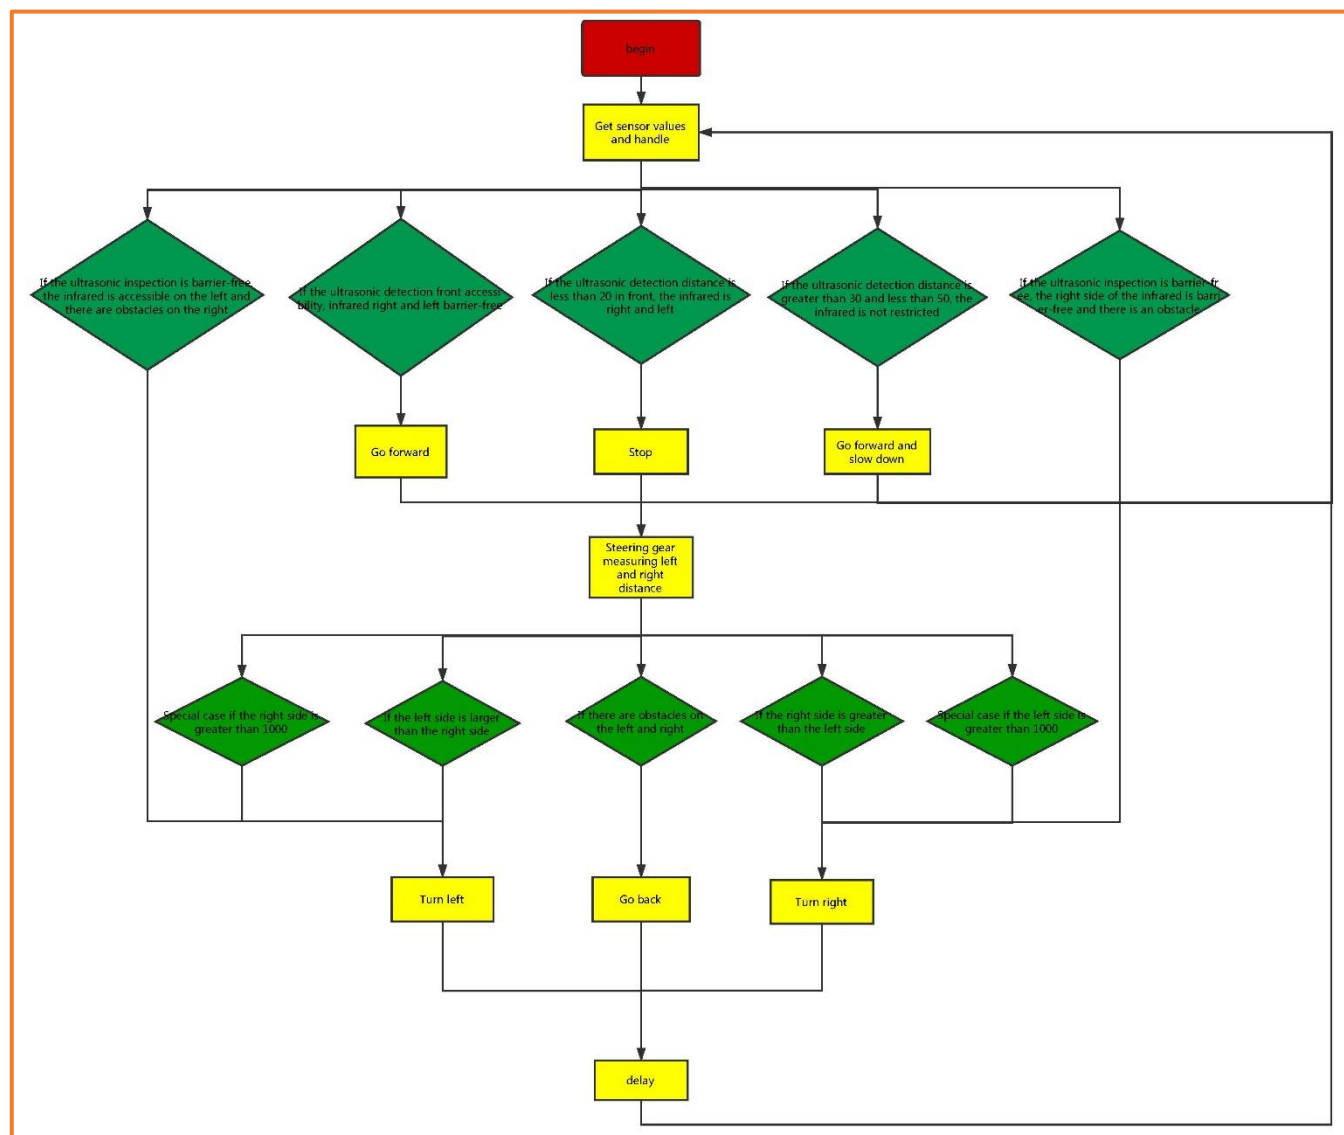 begin
Get sensor values
and handle
If the ultrasonic inspection is barrier-free,
the infrared is accessible on the left and
there are obstacles on the right
If the ultrasonic detection front accessi
bility, infrared right and left barrier-free
If the ultrasonic detection distance is
less than 20 in front, the infrared is
right and left
If the ultrasonic detection distance is
greater than 30 and less than 50, the
infrared is not restricted
If the ultrasonic inspection is barrier-fr
ee, the right side of the infrared is barri
er-free and there is an obstacle
Go forward
Stop
Go forward and
slow down
Steering gear
measuring left
and right
distance
Special case if the right side is
greater than 1000
If the left side is larger
than the right side
If there are obstacles on
the left and right
If the right side is greater
than the left side
Special case if the left side is
greater than 1000
Turn left
Go back
Turn right
delay